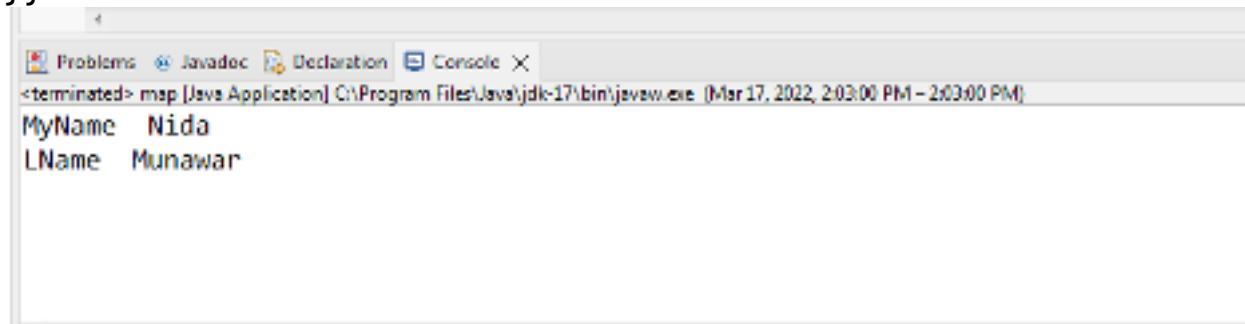 Problems Javadoc Declaration Console
<terminated> map [Java Application] C:\Program Files\Java\jdk-17\bin\javaw.exe (Mar 17, 2022, 2:03:00 PM – 2:03:00 PM)
MyName Nida
LName Munawar